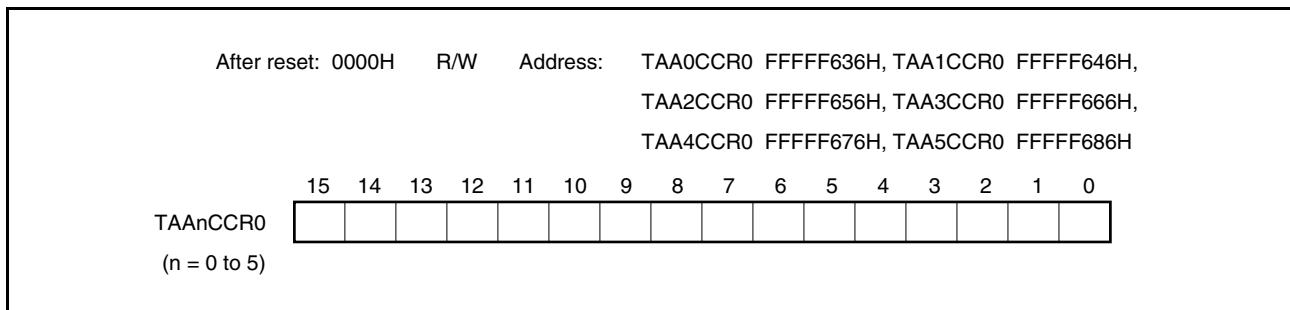 After reset: 0000H R/W Address: TAA0CCR0 FFFFF636H, TAA1CCR0 FFFFF646H,
TAA2CCR0 FFFFF656H, TAA3CCR0 FFFFF666H,
TAA4CCR0 FFFFF676H, TAA5CCR0 FFFFF686H
15 14 13 12 11 10 9 8 7 6 5 4 3 2 1 0
TAAnCCR0
(n = 0 to 5)